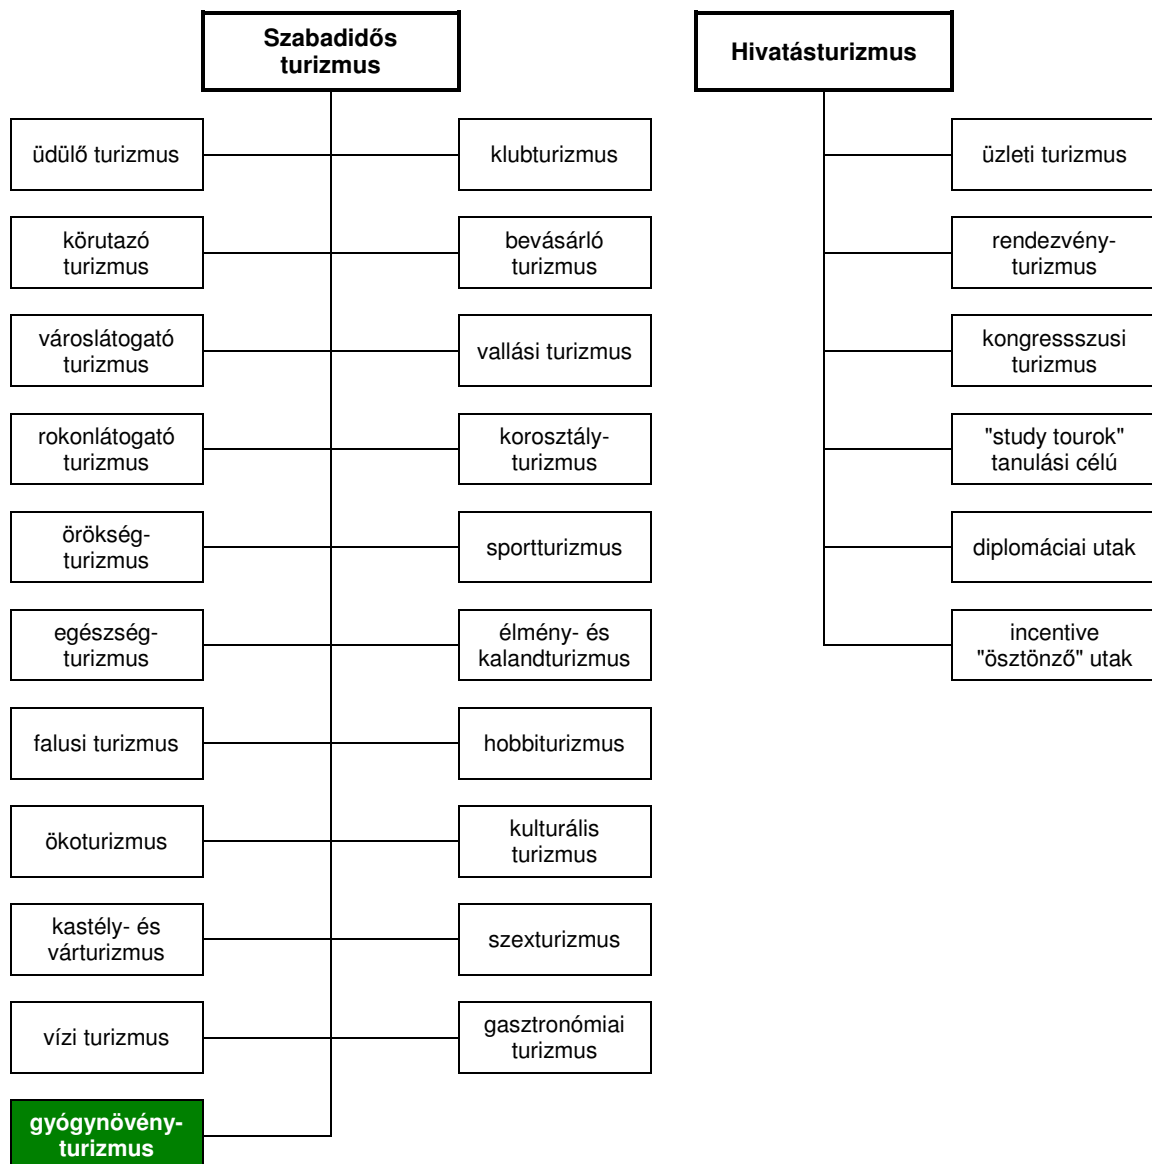 Szabadidős
turizmus
Hivatásturizmus
üdülő turizmus
klubturizmus
üzleti turizmus
körutazó
turizmus
bevásárló
turizmus
rendezvény-
turizmus
városlátogató
turizmus
vallási turizmus
kongressszusi
turizmus
rokonlátogató
turizmus
korosztály-
turizmus
"study tourok"
tanulási célú
örökség-
turizmus
sportturizmus
diplomáciai utak
egészség-
turizmus
élmény- és
kalandturizmus
incentive
"ösztönző" utak
falusi turizmus
hobbiturizmus
ökoturizmus
kulturális
turizmus
kastély- és
várturizmus
szexturizmus
vízi turizmus
gasztronómiai
turizmus
gyógynövény-
turizmus